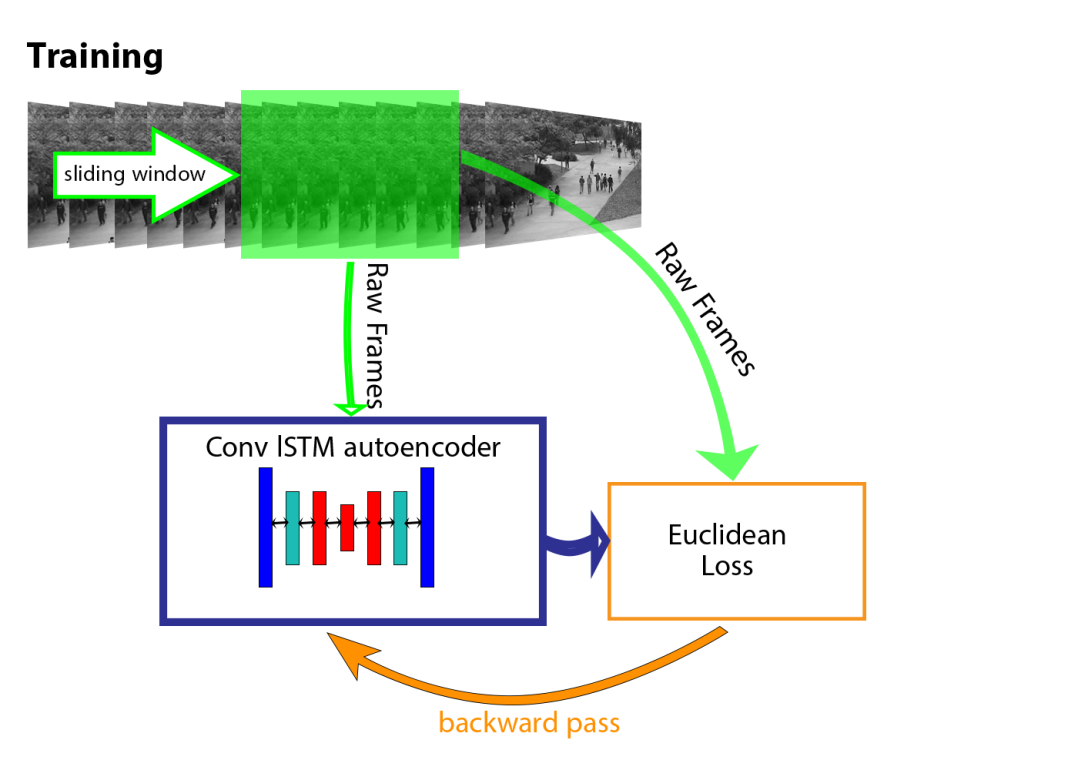 Training
sliding window
Raw Frames
Raw Frames
Conv lSTM autoencoder
Euclidean
Loss
backward pass